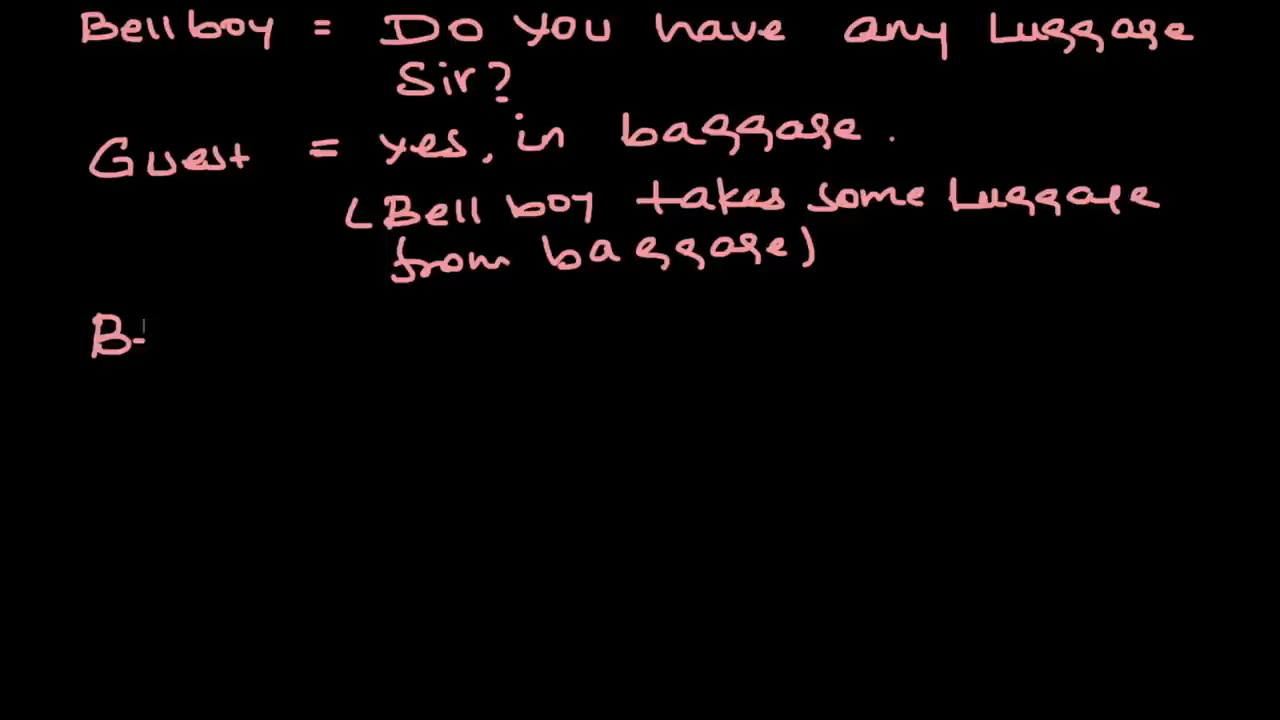 Bellboy = Do you have any Luggage
Sir?
Guest = yes, in baggage.
(Bell boy takes some Luggage
from baggage)
B-